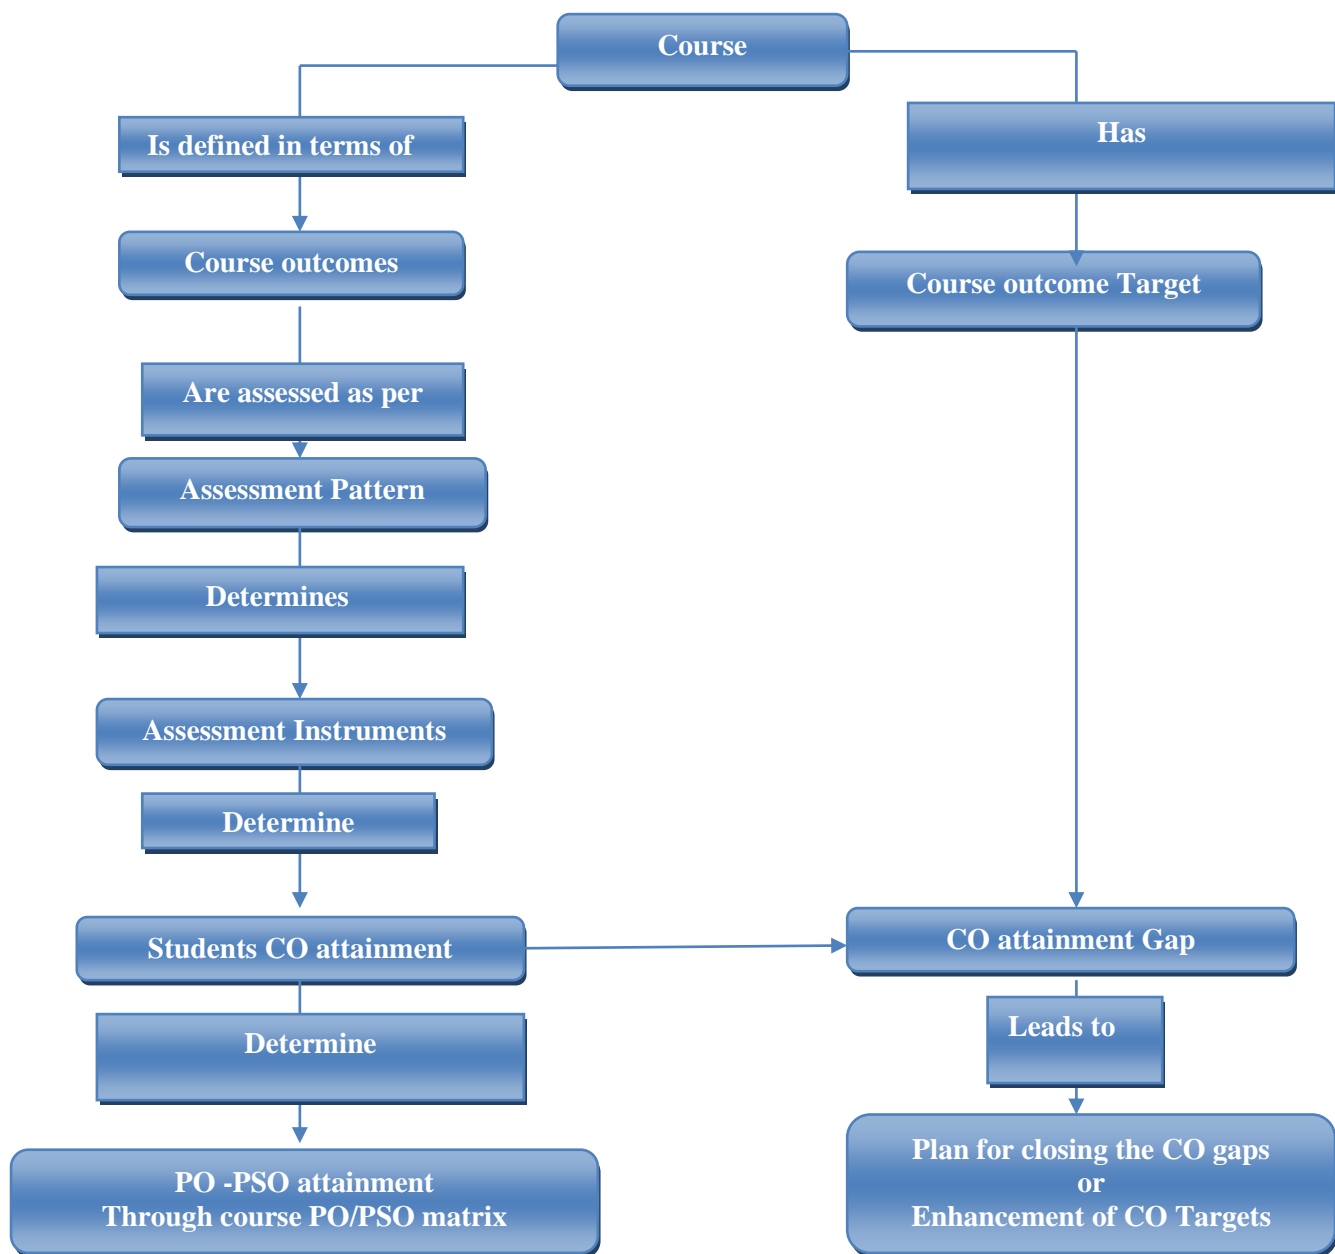 Course
Is defined in terms of
Has
Course outcomes
Course outcome Target
Are assessed as per
Assessment Pattern
Determines
Assessment Instruments
Determine
Students CO attainment
CO attainment Gap
Determine
Leads to
PO -PSO attainment
Through course PO/PSO matrix
Plan for closing the CO gaps
or
Enhancement of CO Targets